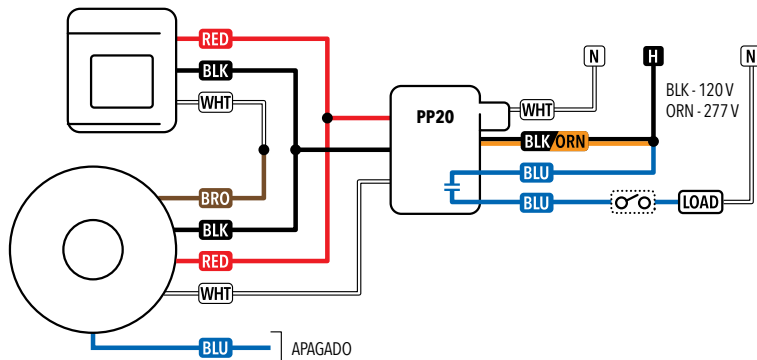 RED
BLK
WHT
BRO
BLK
RED
WHT
BLU
APAGADO
PP20
WHT
N
H
N
BLK - 120 V
ORN - 277 V
BLK/ORN
BLU
BLU
LOAD